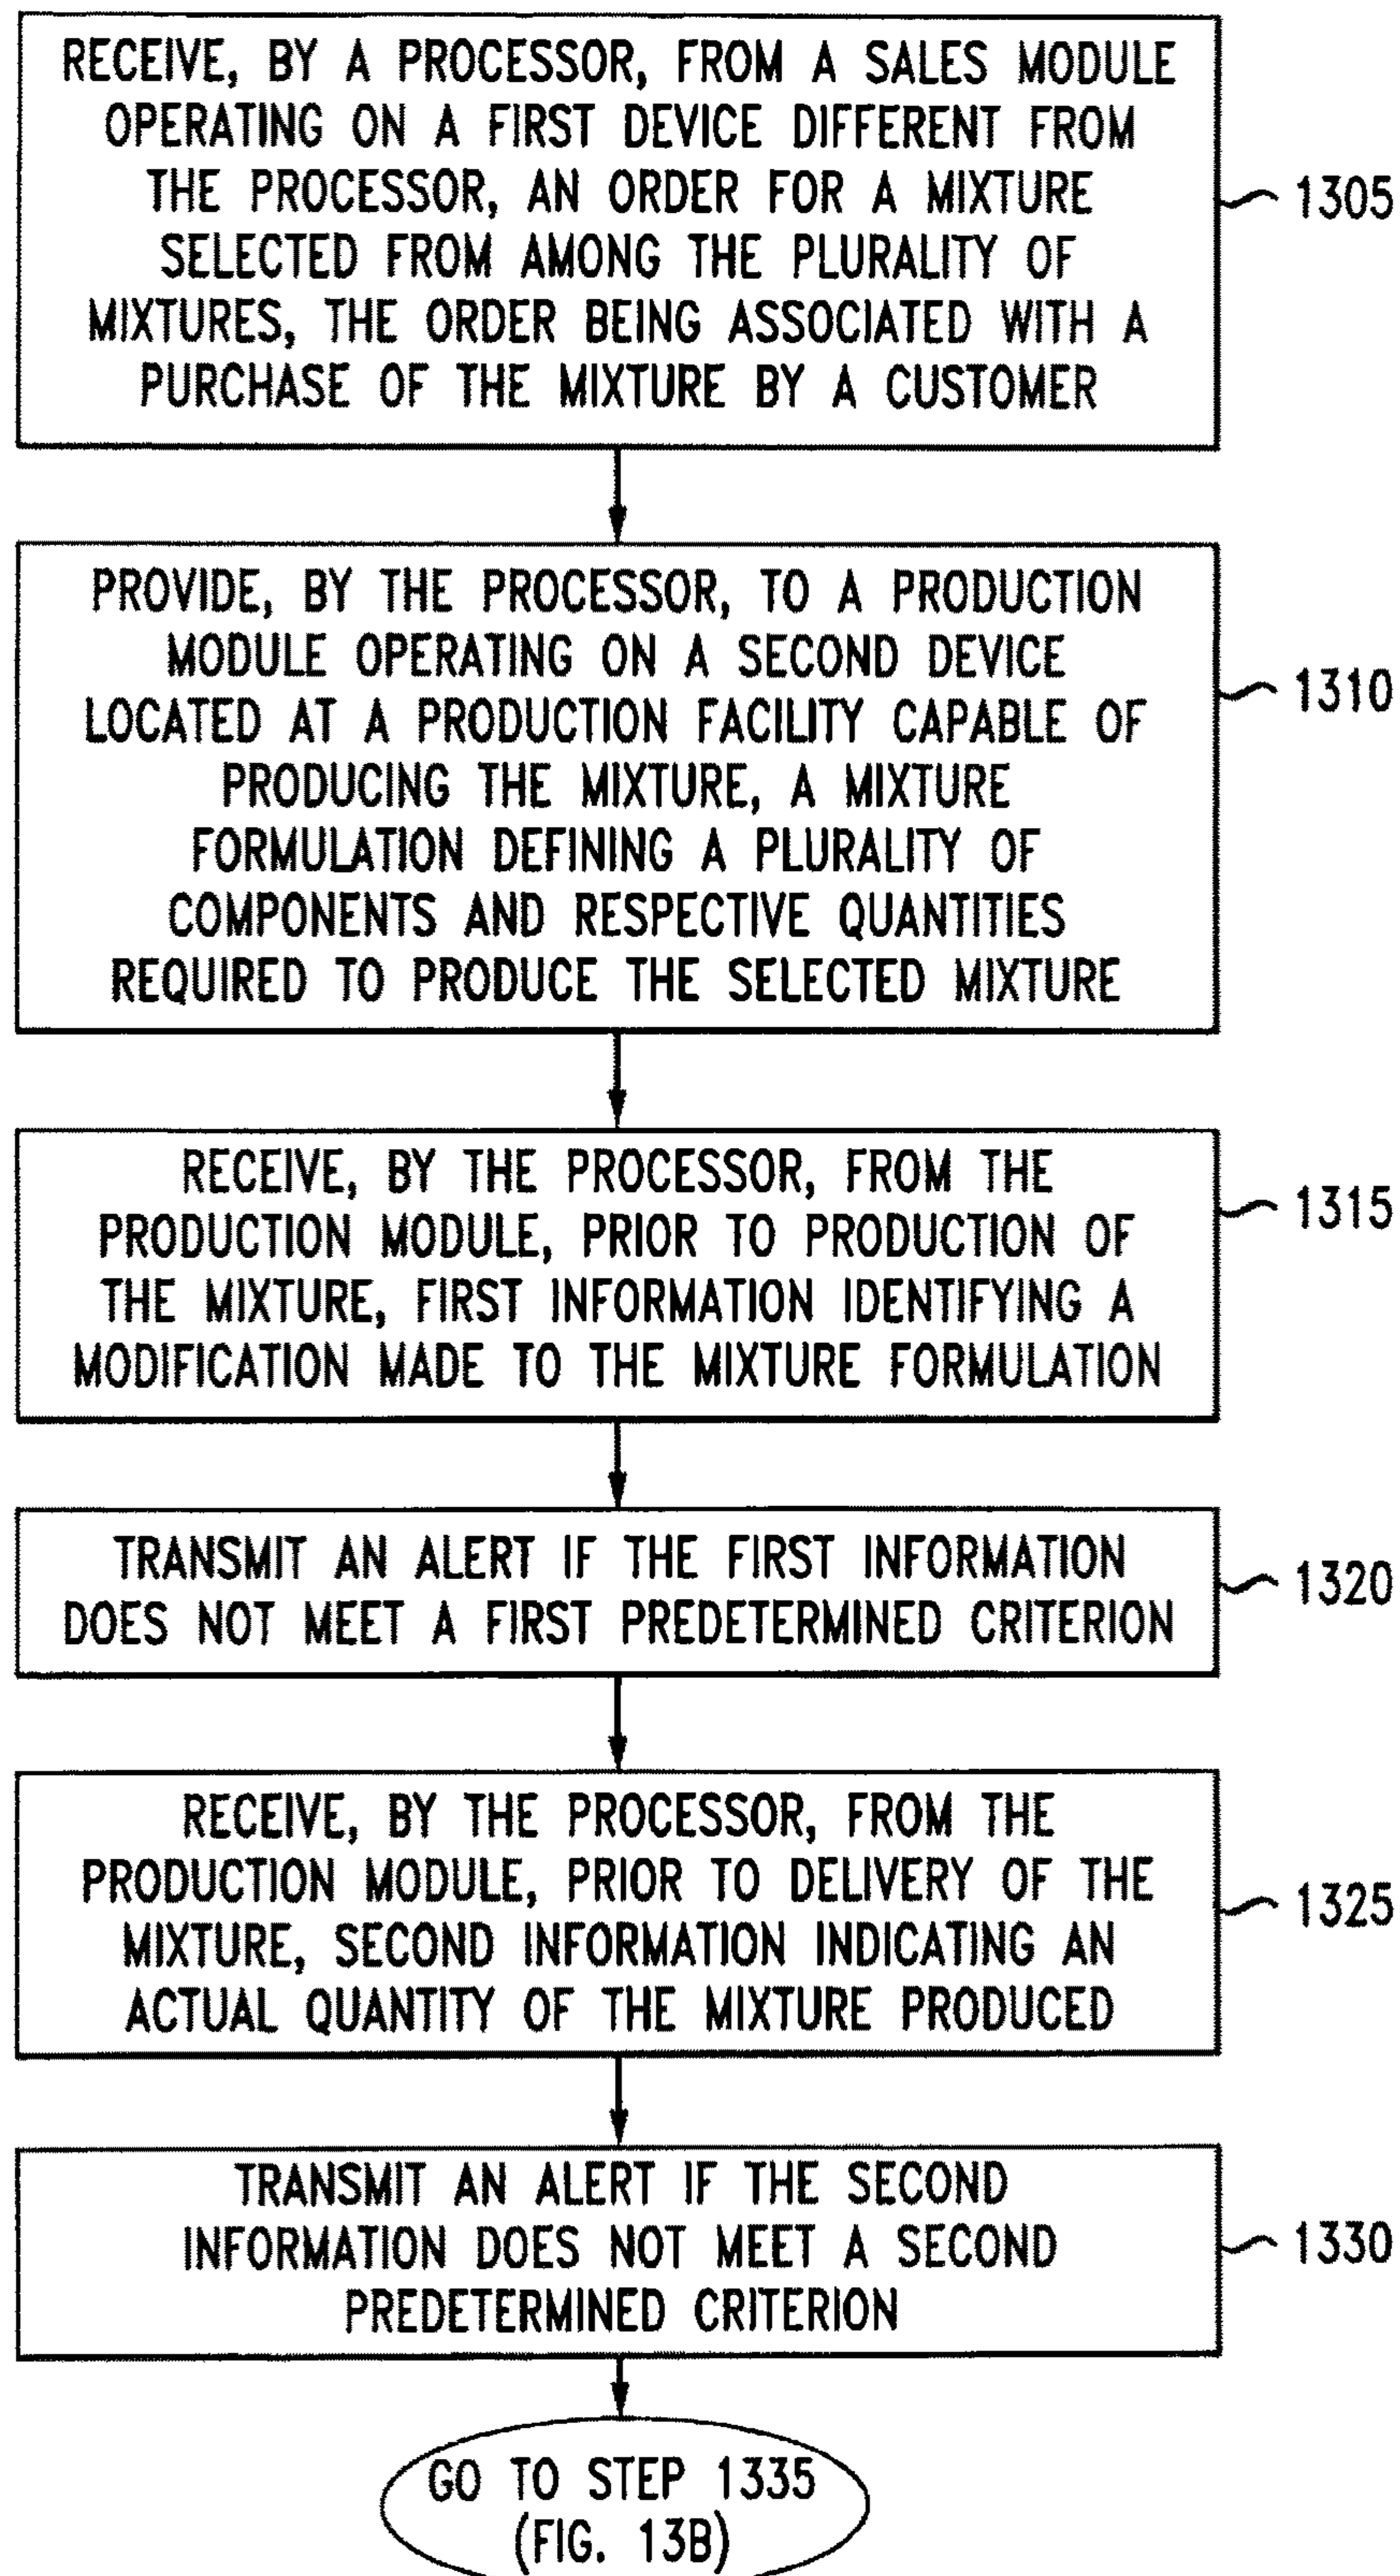 RECEIVE, BY A PROCESSOR, FROM A SALES MODULE
OPERATING ON A FIRST DEVICE DIFFERENT FROM
THE PROCESSOR, AN ORDER FOR A MIXTURE
SELECTED FROM AMONG THE PLURALITY OF
MIXTURES, THE ORDER BEING ASSOCIATED WITH A
PURCHASE OF THE MIXTURE BY A CUSTOMER
1305
PROVIDE, BY THE PROCESSOR, TO A PRODUCTION
MODULE OPERATING ON A SECOND DEVICE
LOCATED AT A PRODUCTION FACILITY CAPABLE OF
PRODUCING THE MIXTURE, A MIXTURE
FORMULATION DEFINING A PLURALITY OF
COMPONENTS AND RESPECTIVE QUANTITIES
REQUIRED TO PRODUCE THE SELECTED MIXTURE
1310
RECEIVE, BY THE PROCESSOR, FROM THE
PRODUCTION MODULE, PRIOR TO PRODUCTION OF
THE MIXTURE, FIRST INFORMATION IDENTIFYING A
MODIFICATION MADE TO THE MIXTURE FORMULATION
1315
TRANSMIT AN ALERT IF THE FIRST INFORMATION
DOES NOT MEET A FIRST PREDETERMINED CRITERION
1320
RECEIVE, BY THE PROCESSOR, FROM THE
PRODUCTION MODULE, PRIOR TO DELIVERY OF THE
MIXTURE, SECOND INFORMATION INDICATING AN
ACTUAL QUANTITY OF THE MIXTURE PRODUCED
1325
TRANSMIT AN ALERT IF THE SECOND
INFORMATION DOES NOT MEET A SECOND
PREDETERMINED CRITERION
1330
GO TO STEP 1335
(FIG. 13B)